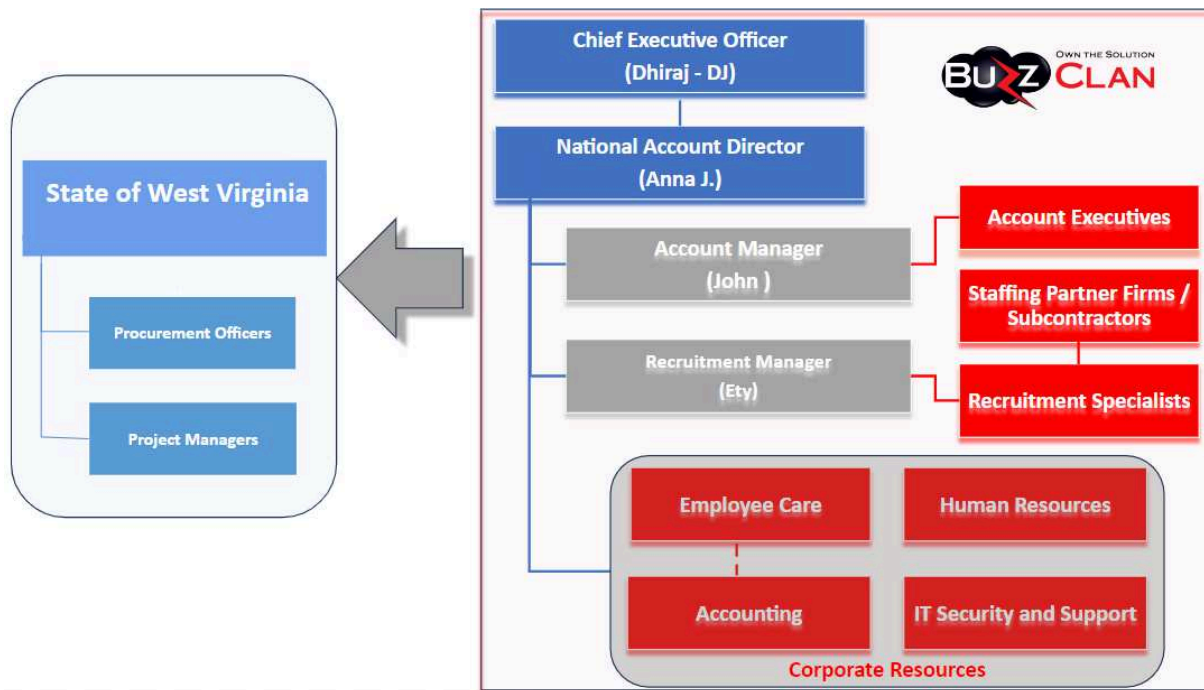 State of West Virginia
Procurement Officers
Project Managers
Chief Executive Officer
(Dhiraj - DJ)
OWN THE SOLUTION
BUZZ
CLAN
National Account Director
(Anna J.)
Account Manager
(John )
Account Executives
Staffing Partner Firms /
Subcontractors
Recruitment Manager
(Ety)
Recruitment Specialists
Employee Care
Human Resources
Accounting
IT Security and Support
Corporate Resources